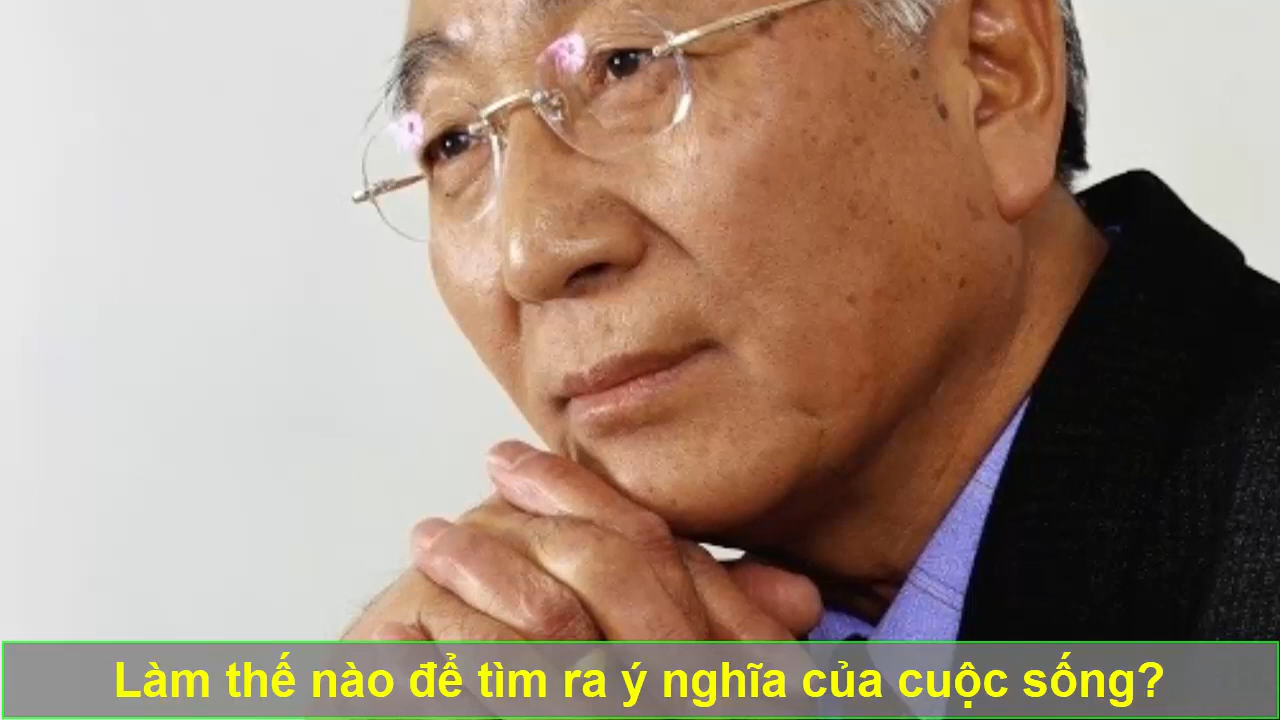 Làm thế nào để tìm ra ý nghĩa của cuộc sống?